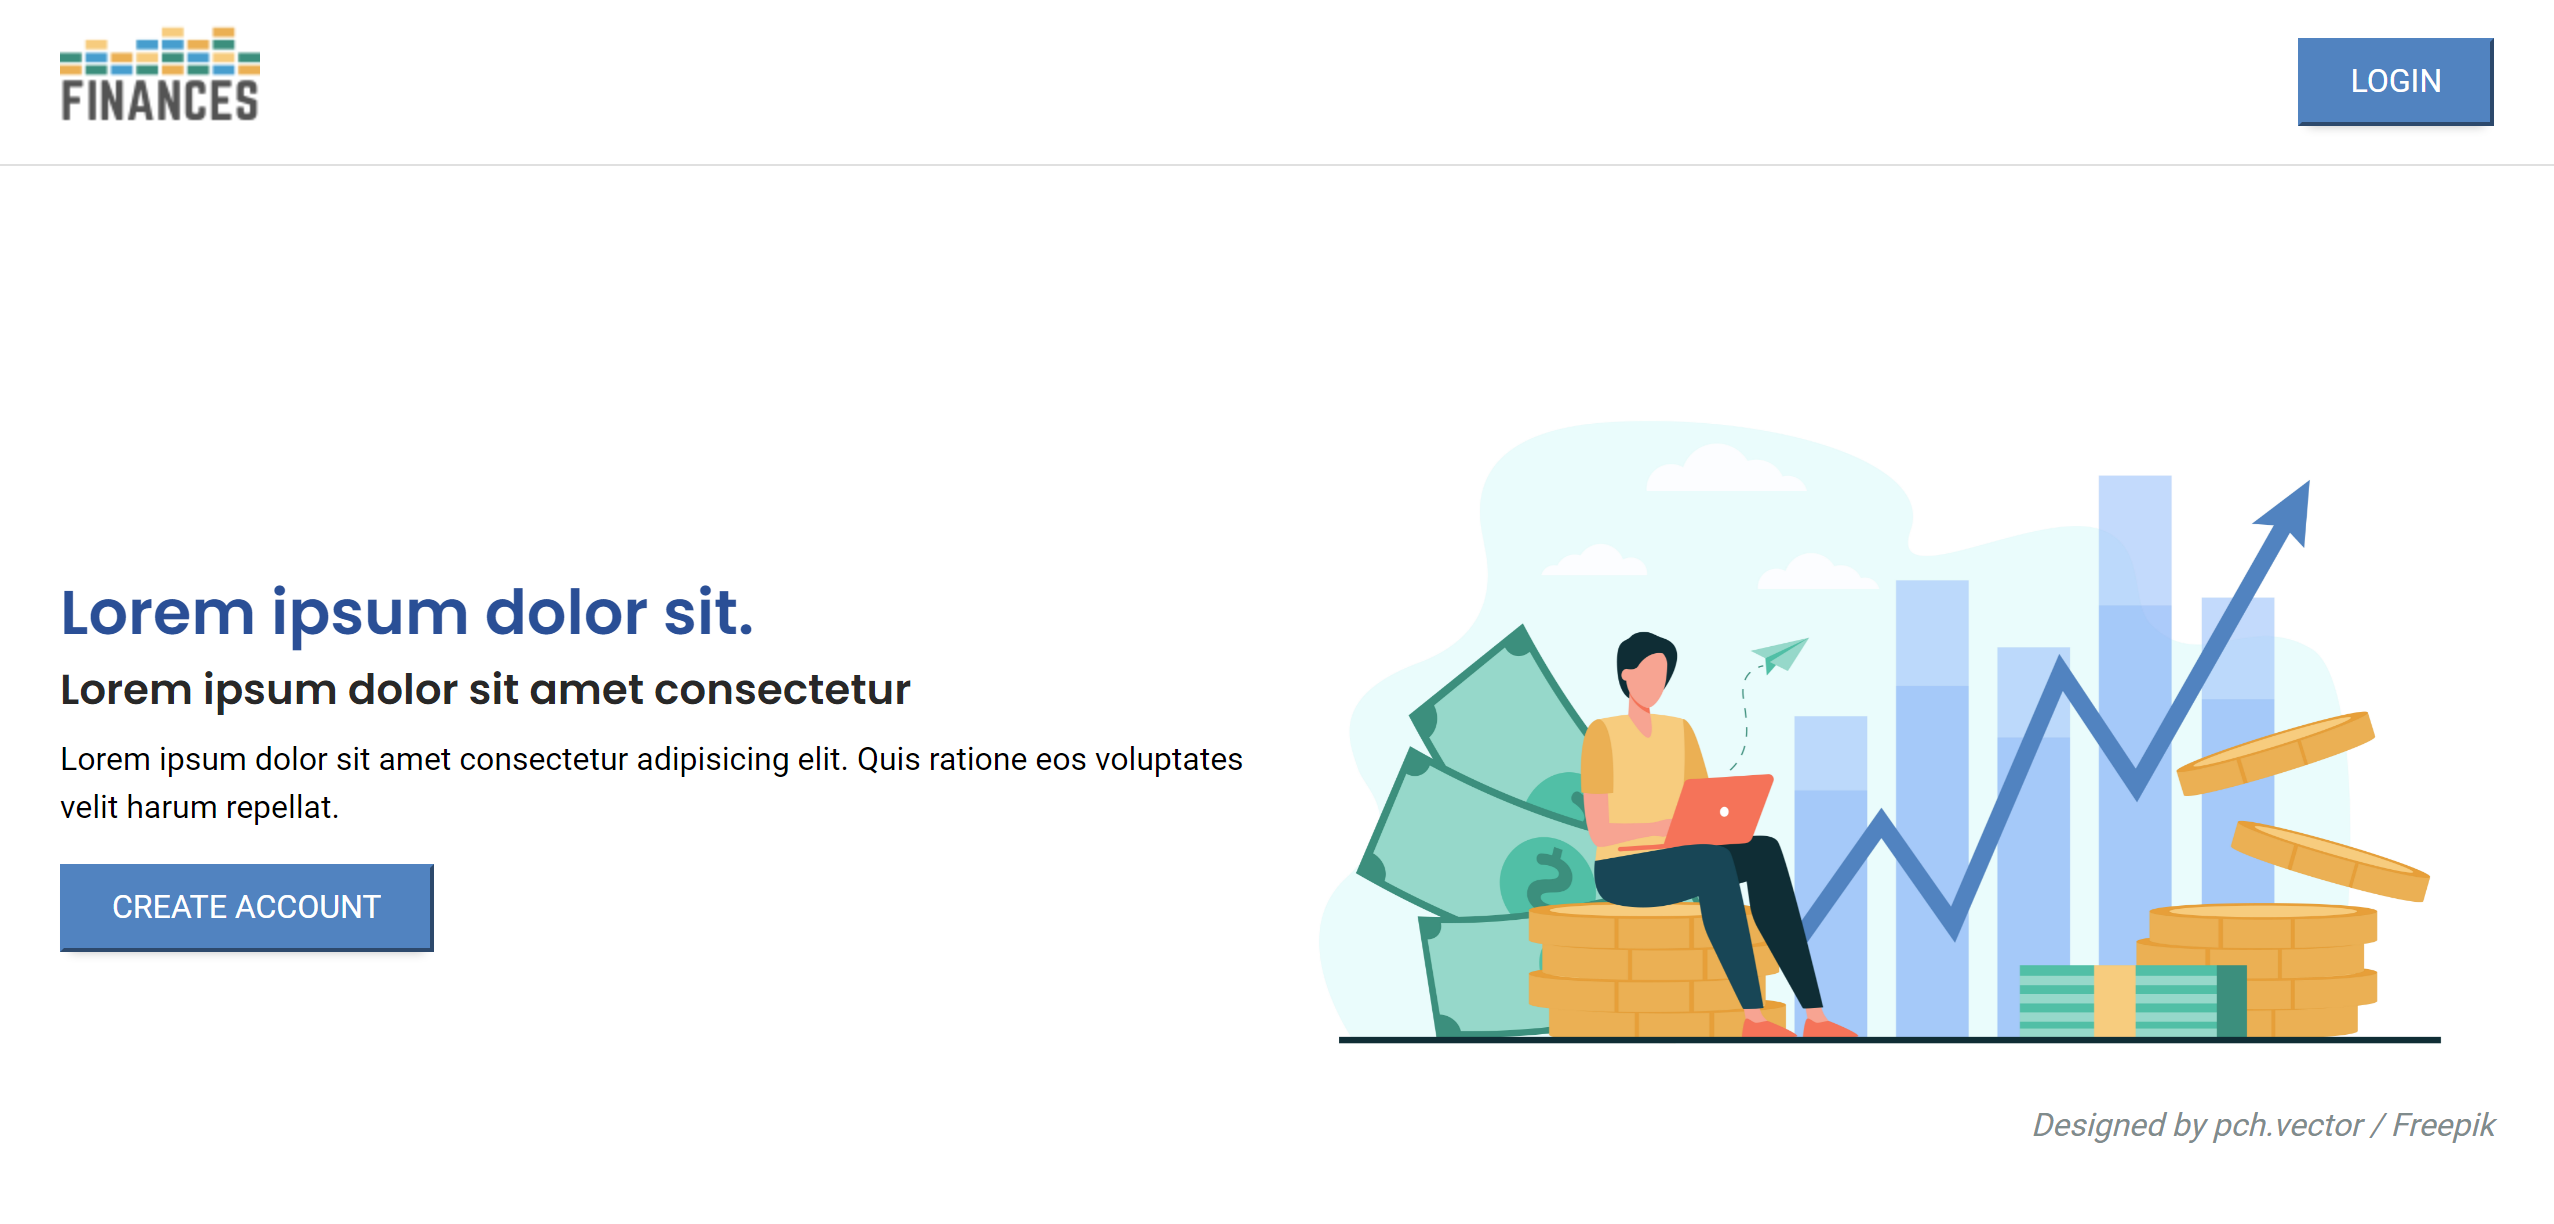 FINANCES
LOGIN
Lorem ipsum dolor sit.
Lorem ipsum dolor sit amet consectetur
Lorem ipsum dolor sit amet consectetur adipisicing elit. Quis ratione eos voluptates
velit harum repellat.
CREATE ACCOUNT
Designed by pch.vector / Freepik